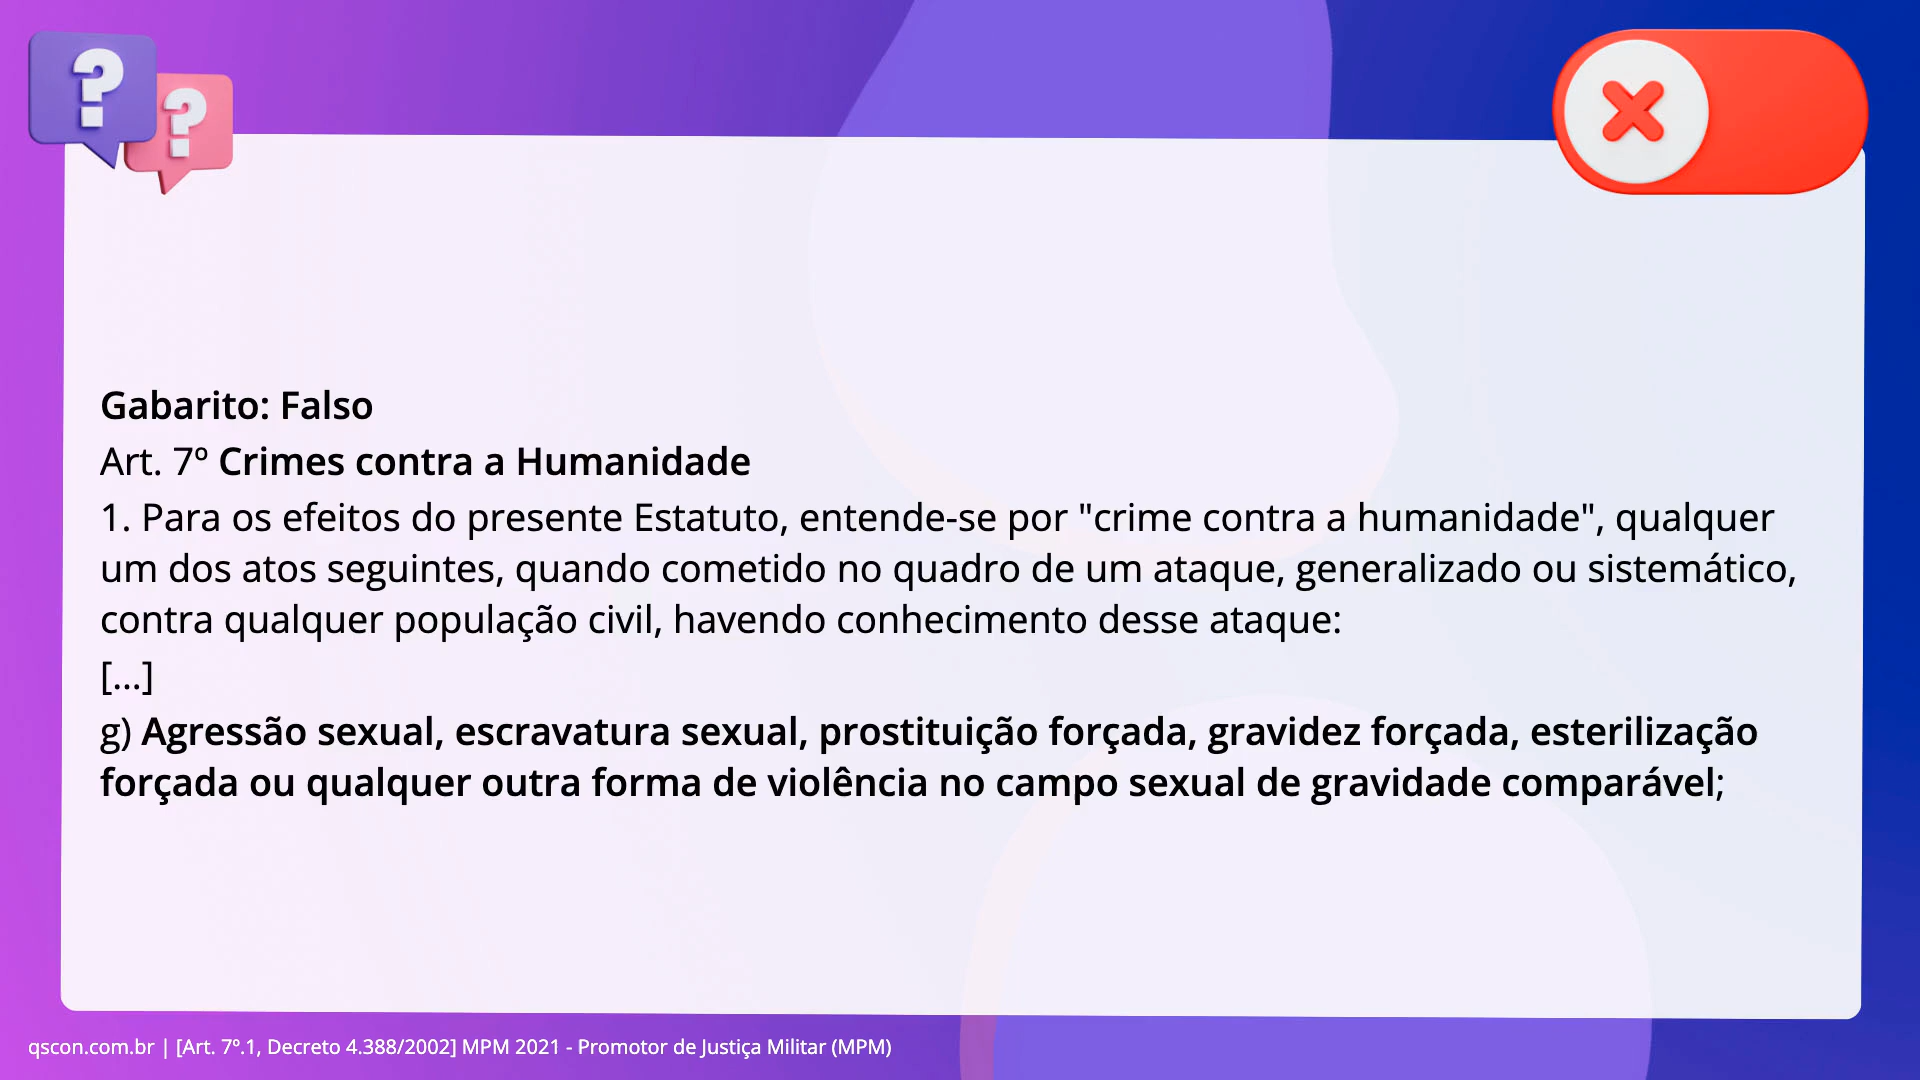 Gabarito: Falso
Art. 7º Crimes contra a Humanidade
1. Para os efeitos do presente Estatuto, entende-se por "crime contra a humanidade", qualquer
um dos atos seguintes, quando cometido no quadro de um ataque, generalizado ou sistemático,
contra qualquer população civil, havendo conhecimento desse ataque:
[...]
g) Agressão sexual, escravatura sexual, prostituição forçada, gravidez forçada, esterilização
forçada ou qualquer outra forma de violência no campo sexual de gravidade comparável;
qscon.com.br | [Art. 7º.1, Decreto 4.388/2002] MPM 2021 - Promotor de Justiça Militar (MPM)